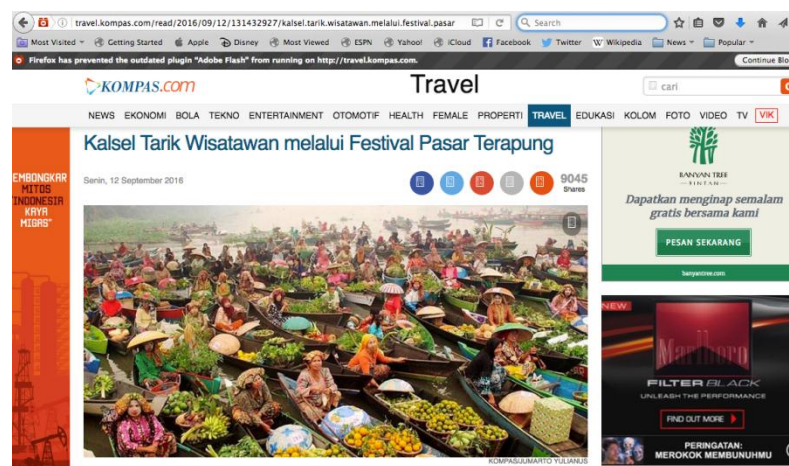 travel.kompas.com/read/2016/09/12/131432927/kalsel.tarik.wisatawan.melalui.festival.pasar
Search
Most Visited
Getting Started
Apple
Disney
Most Viewed
ESPN
Yahoo!
iCloud
Facebook
Twitter
Wikipedia
News
Popular
Firefox has prevented the outdated plugin "Adobe Flash" from running on http://travel.kompas.com.
Continue Blo
KOMPAS.com
Travel
cari
NEWS EKONOMI BOLA TEKNO ENTERTAINMENT OTOMOTIF HEALTH FEMALE PROPERTI TRAVEL EDUKASI KOLOM FOTO VIDEO TV VIK
Kalsel Tarik Wisatawan melalui Festival Pasar Terapung
Senin, 12 September 2016
9045
Shares
KOMPAS/JUMARTO YULIANUS
EMBONGKAR
MITOS
INDONESIA
KAYA
MIGAS"
BANYAN TREE
BINTAN
Dapatkan menginap semalam
gratis bersama kami
PESAN SEKARANG
banyantree.com
NEW
Marlboro
FILTER BLACK
UNLEASH THE PERFORMANCE
FIND OUT MORE
PERINGATAN:
MEROKOK MEMBUNUHMU